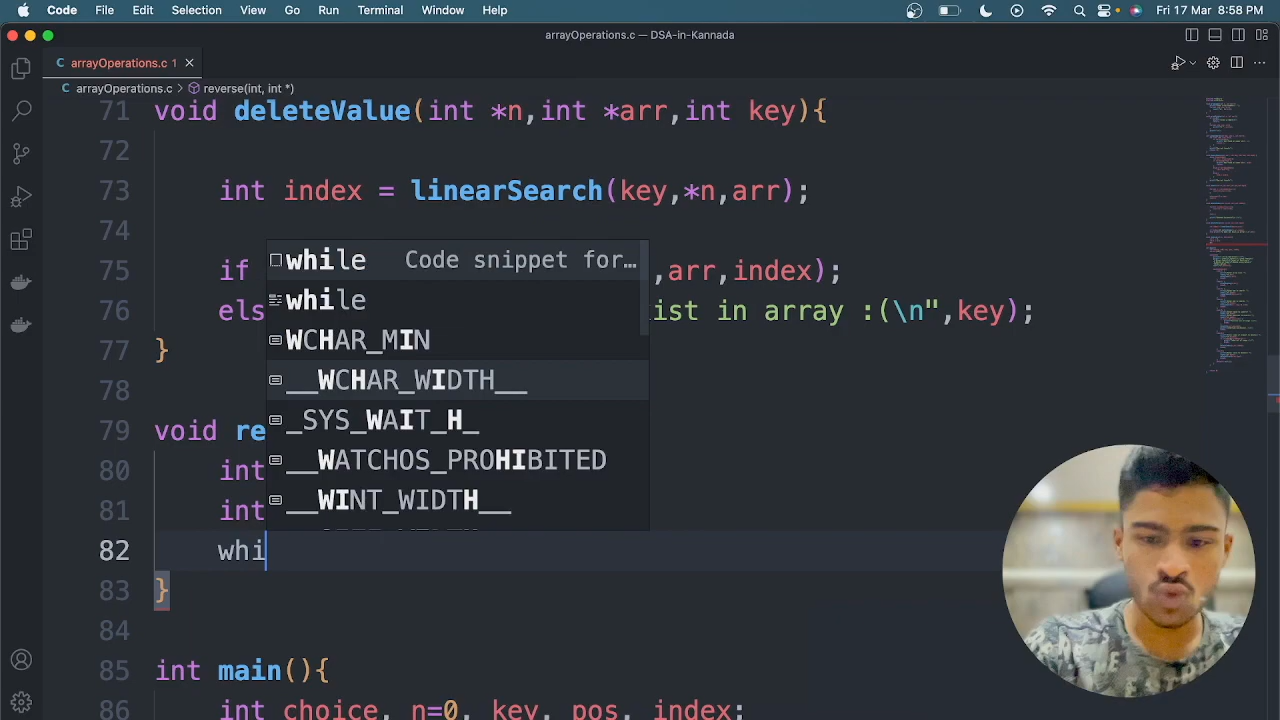 Code File Edit Selection View Go Run Terminal Window Help Fri 17 Mar 8:58 PM
arrayOperations.c — DSA-in-Kannada
C arrayOperations.c 1
C arrayOperations.c > reverse(int, int *)
71 void deleteValue(int *n,int *arr,int key){
72
73 int index = linearSearch(key,*n,arr);
74
75 if ,arr,index);
76 els ist in array :(\n",key);
77 }
78
79 void re
80 int
81 int
82 whi
83 }
84
85 int main(){
86 int choice, n=0, key, pos, index;
while Code snippet for…
while
WCHAR_MIN
__WCHAR_WIDTH__
_SYS_WAIT_H_
__WATCHOS_PROHIBITED
__WINT_WIDTH__